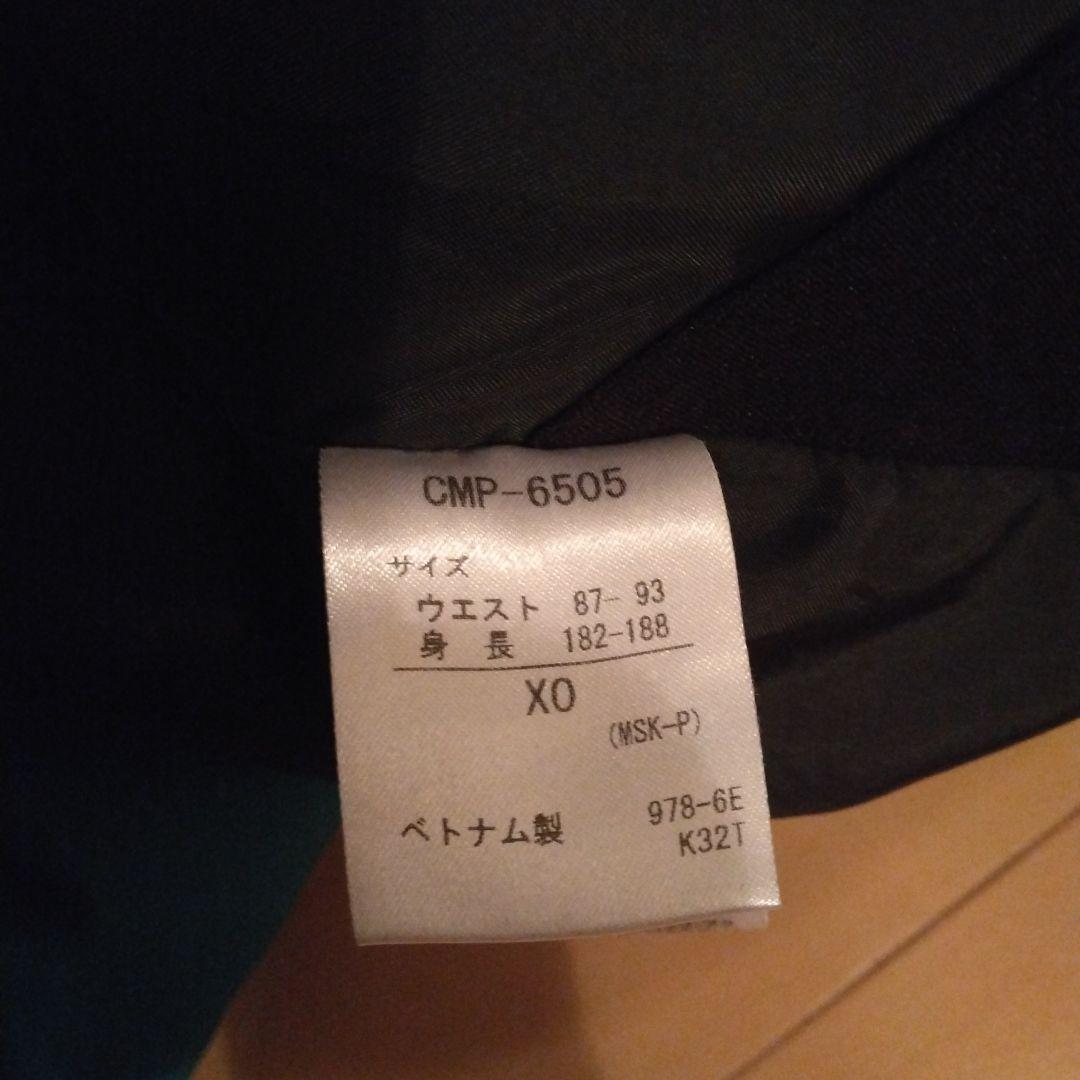 CMP-6505
サイズ
ウエスト 87- 93
身 長 182-188
XO
(MSK-P)
ベトナム製 978-6E
K32T